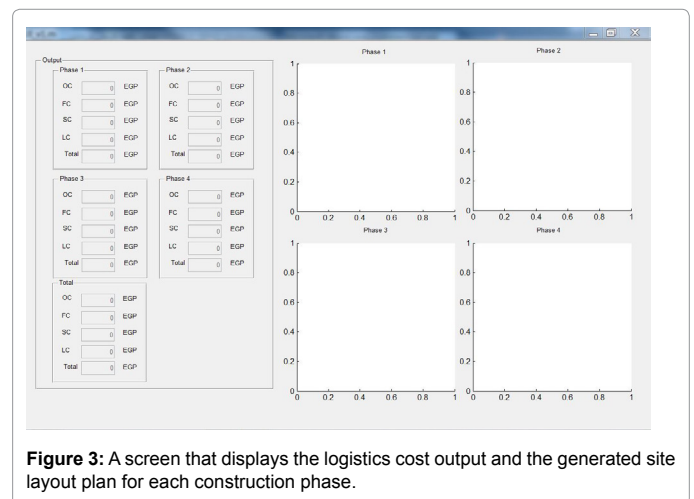 Output
Phase 1
OC 0 EGP
FC 0 EGP
SC 0 EGP
LC 0 EGP
Total 0 EGP
Phase 2
OC 0 EGP
FC 0 EGP
SC 0 EGP
LC 0 EGP
Total 0 EGP
Phase 3
OC 0 EGP
FC 0 EGP
SC 0 EGP
LC 0 EGP
Total 0 EGP
Phase 4
OC 0 EGP
FC 0 EGP
SC 0 EGP
LC 0 EGP
Total 0 EGP
Total
OC 0 EGP
FC 0 EGP
SC 0 EGP
LC 0 EGP
Total 0 EGP
Phase 1
1
0.8
0.6
0.4
0.2
0
0 0.2 0.4 0.6 0.8 1
Phase 2
1
0.8
0.6
0.4
0.2
0
0 0.2 0.4 0.6 0.8 1
Phase 3
1
0.8
0.6
0.4
0.2
0
0 0.2 0.4 0.6 0.8 1
Phase 4
1
0.8
0.6
0.4
0.2
0
0 0.2 0.4 0.6 0.8 1
Figure 3: A screen that displays the logistics cost output and the generated site
layout plan for each construction phase.